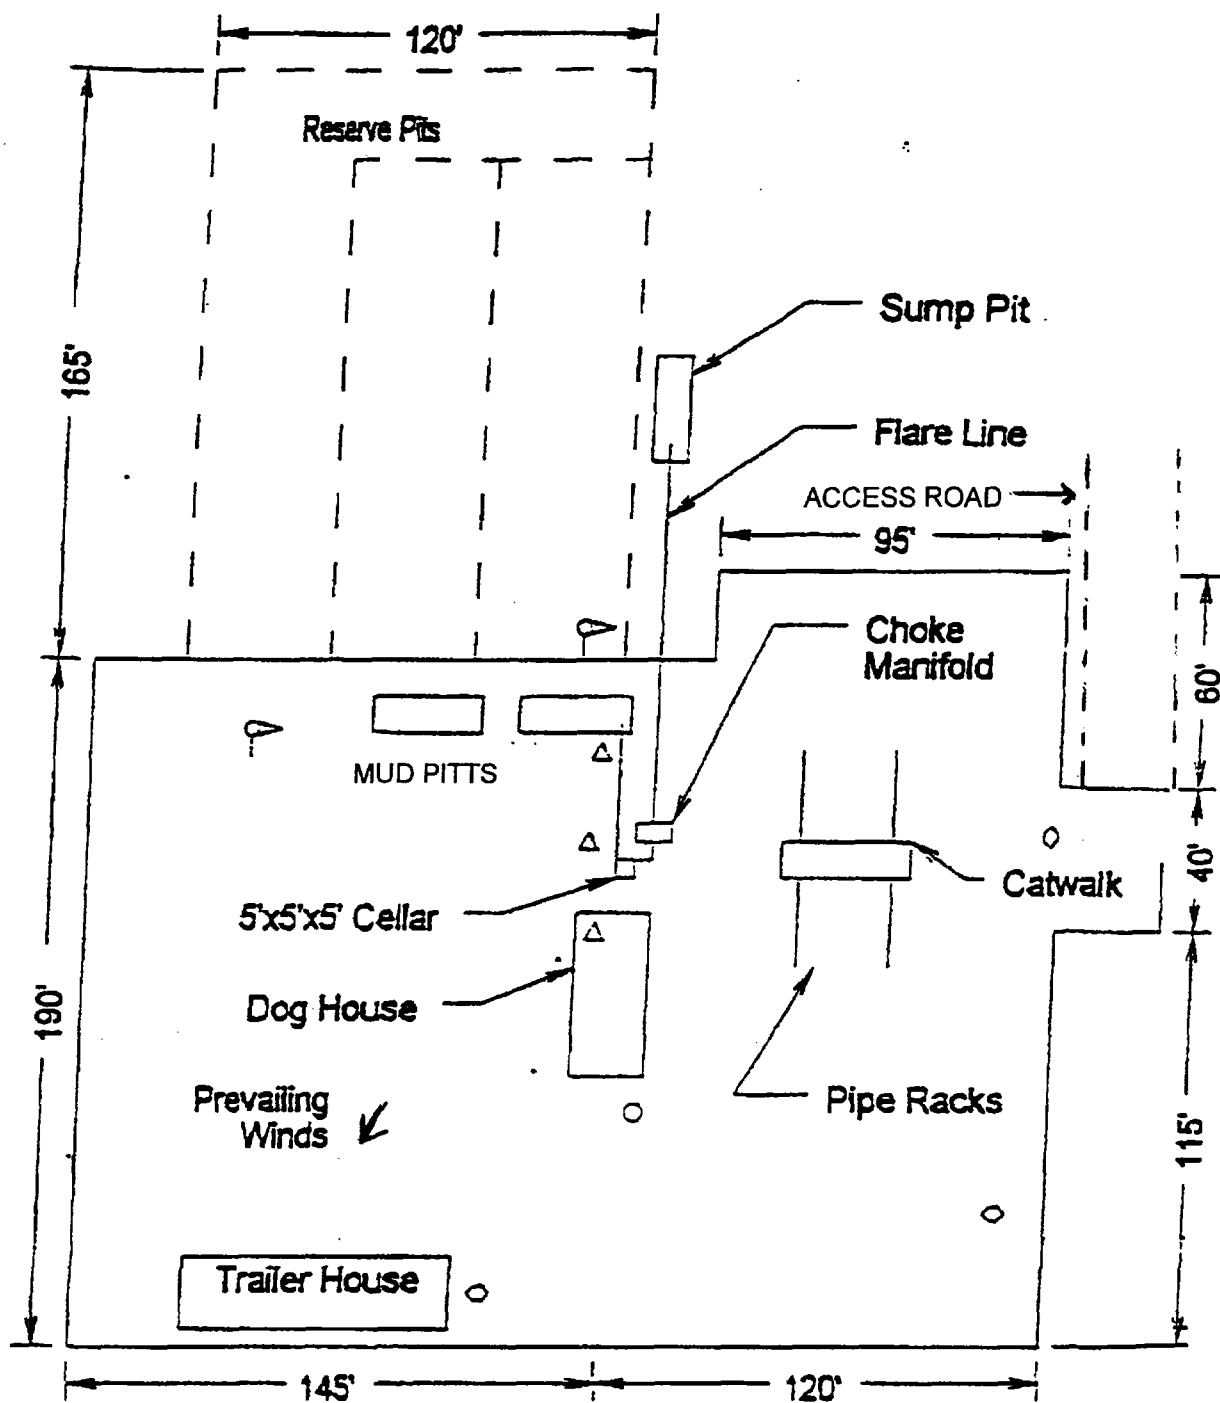 120'
Reserve Pits
Sump Pit
165'
Flare Line
ACCESS ROAD
95'
Choke
Manifold
60'
MUD PITTS
40'
Catwalk
5'x5'x5' Cellar
190'
Dog House
Prevailing
Winds
Pipe Racks
115'
Trailer House
145'
120'